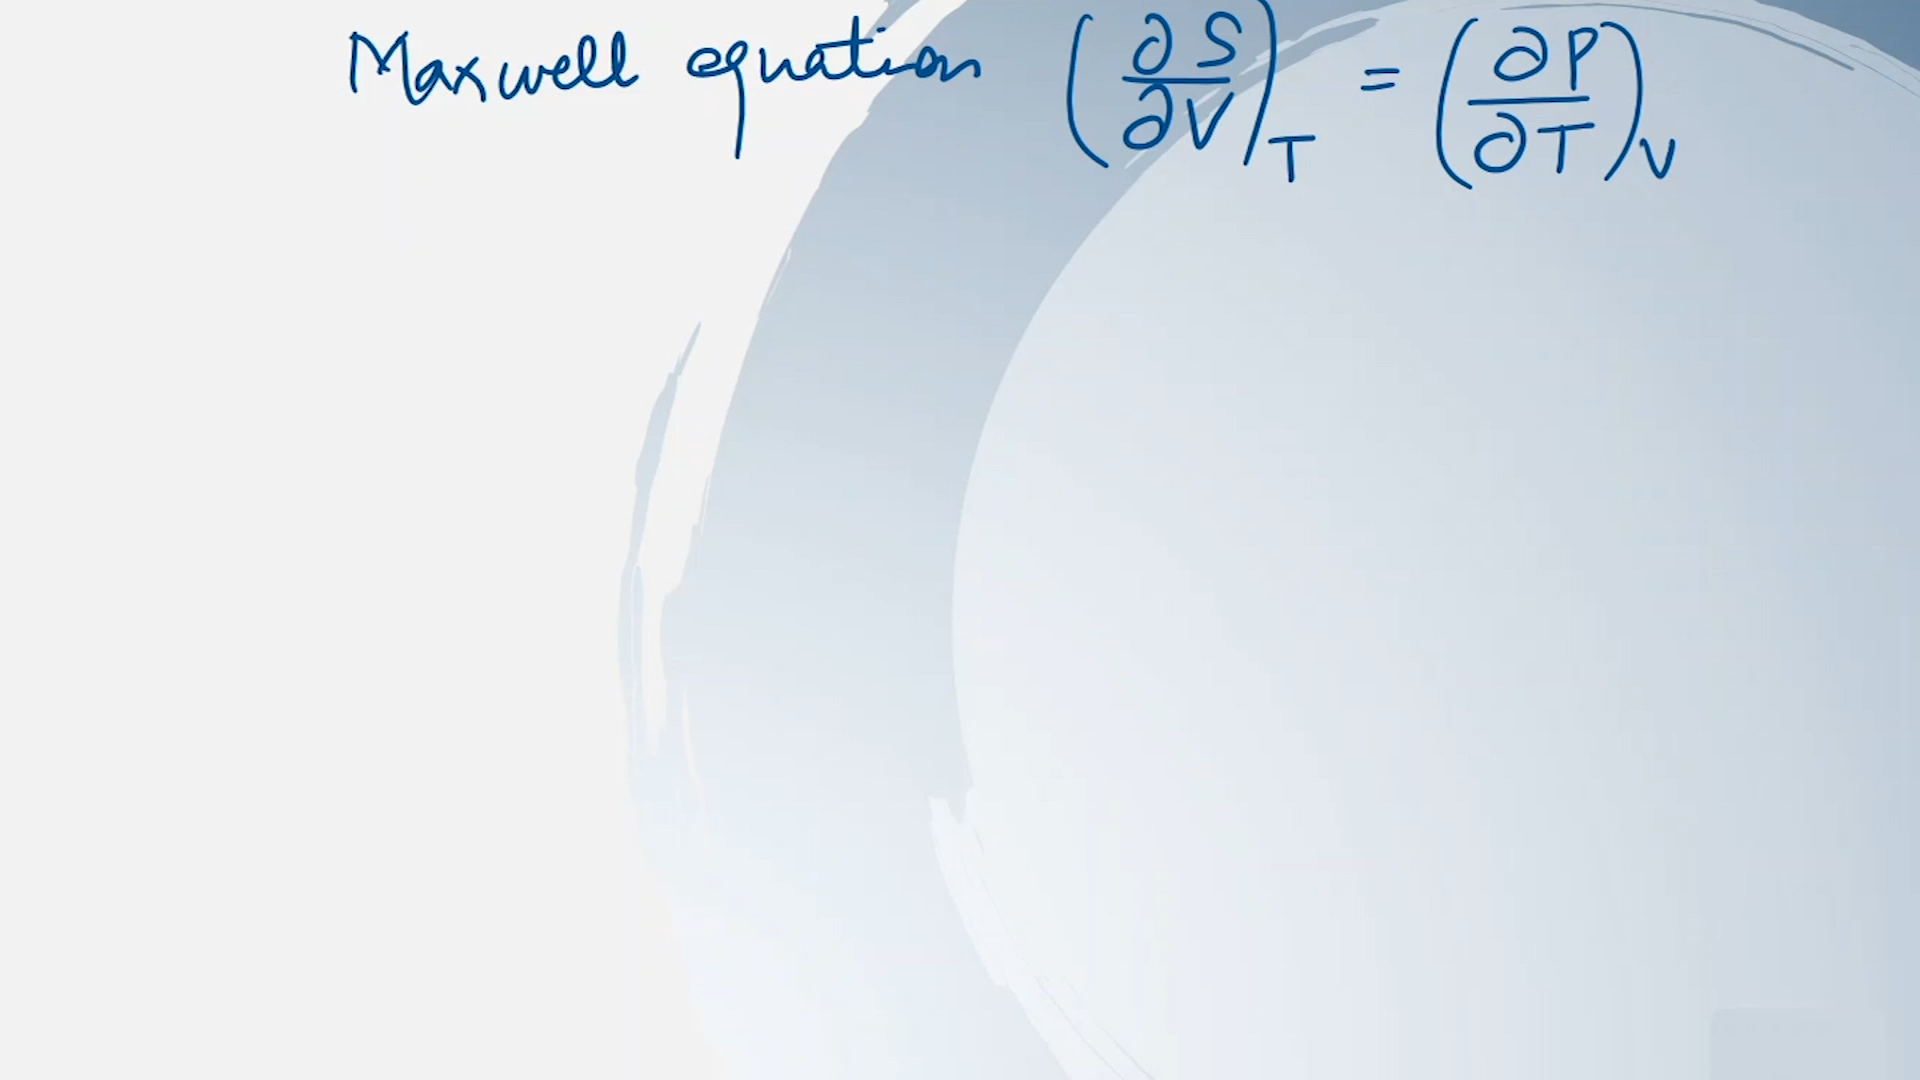 Maxwell equation (∂S/∂V)_T = (∂P/∂T)_V